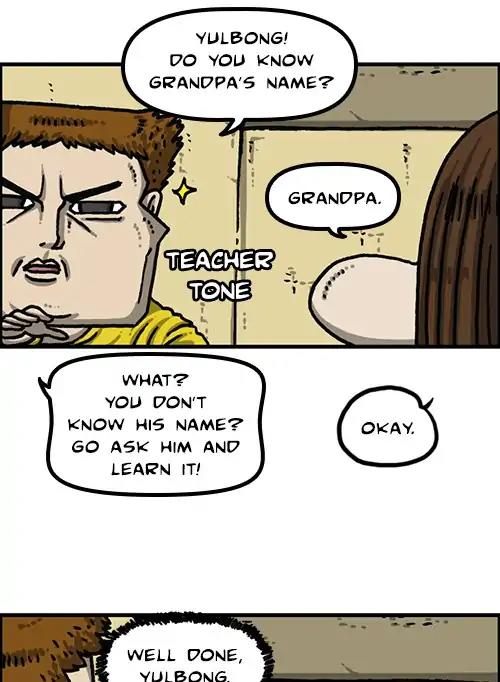 YULBONG!
DO YOU KNOW
GRANDPA'S NAME?
GRANDPA.
TEACHER
TONE
WHAT?
YOU DON'T
KNOW HIS NAME?
GO ASK HIM AND
LEARN IT!
OKAY.
WELL DONE,
YULBONG.